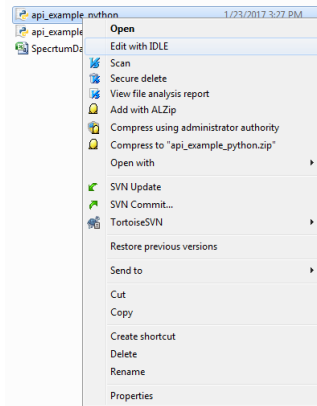 api_example_python 1/23/2017 3:27 PM
api_example
SpecrtumDa
Open
Edit with IDLE
Scan
Secure delete
View file analysis report
Add with ALZip
Compress using administrator authority
Compress to "api_example_python.zip"
Open with
SVN Update
SVN Commit...
TortoiseSVN
Restore previous versions
Send to
Cut
Copy
Create shortcut
Delete
Rename
Properties